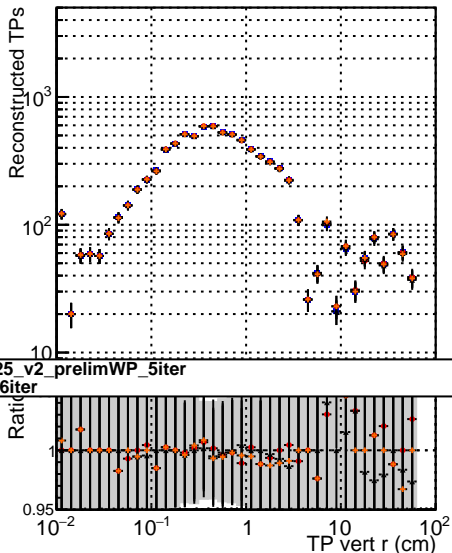 Reconstructed TPs
10³
10²
10
25_v2_prelimWP_5iter
6iter
Ratio
1
0.95
10⁻² 10⁻¹ 1 10 10²
TP vert r (cm)